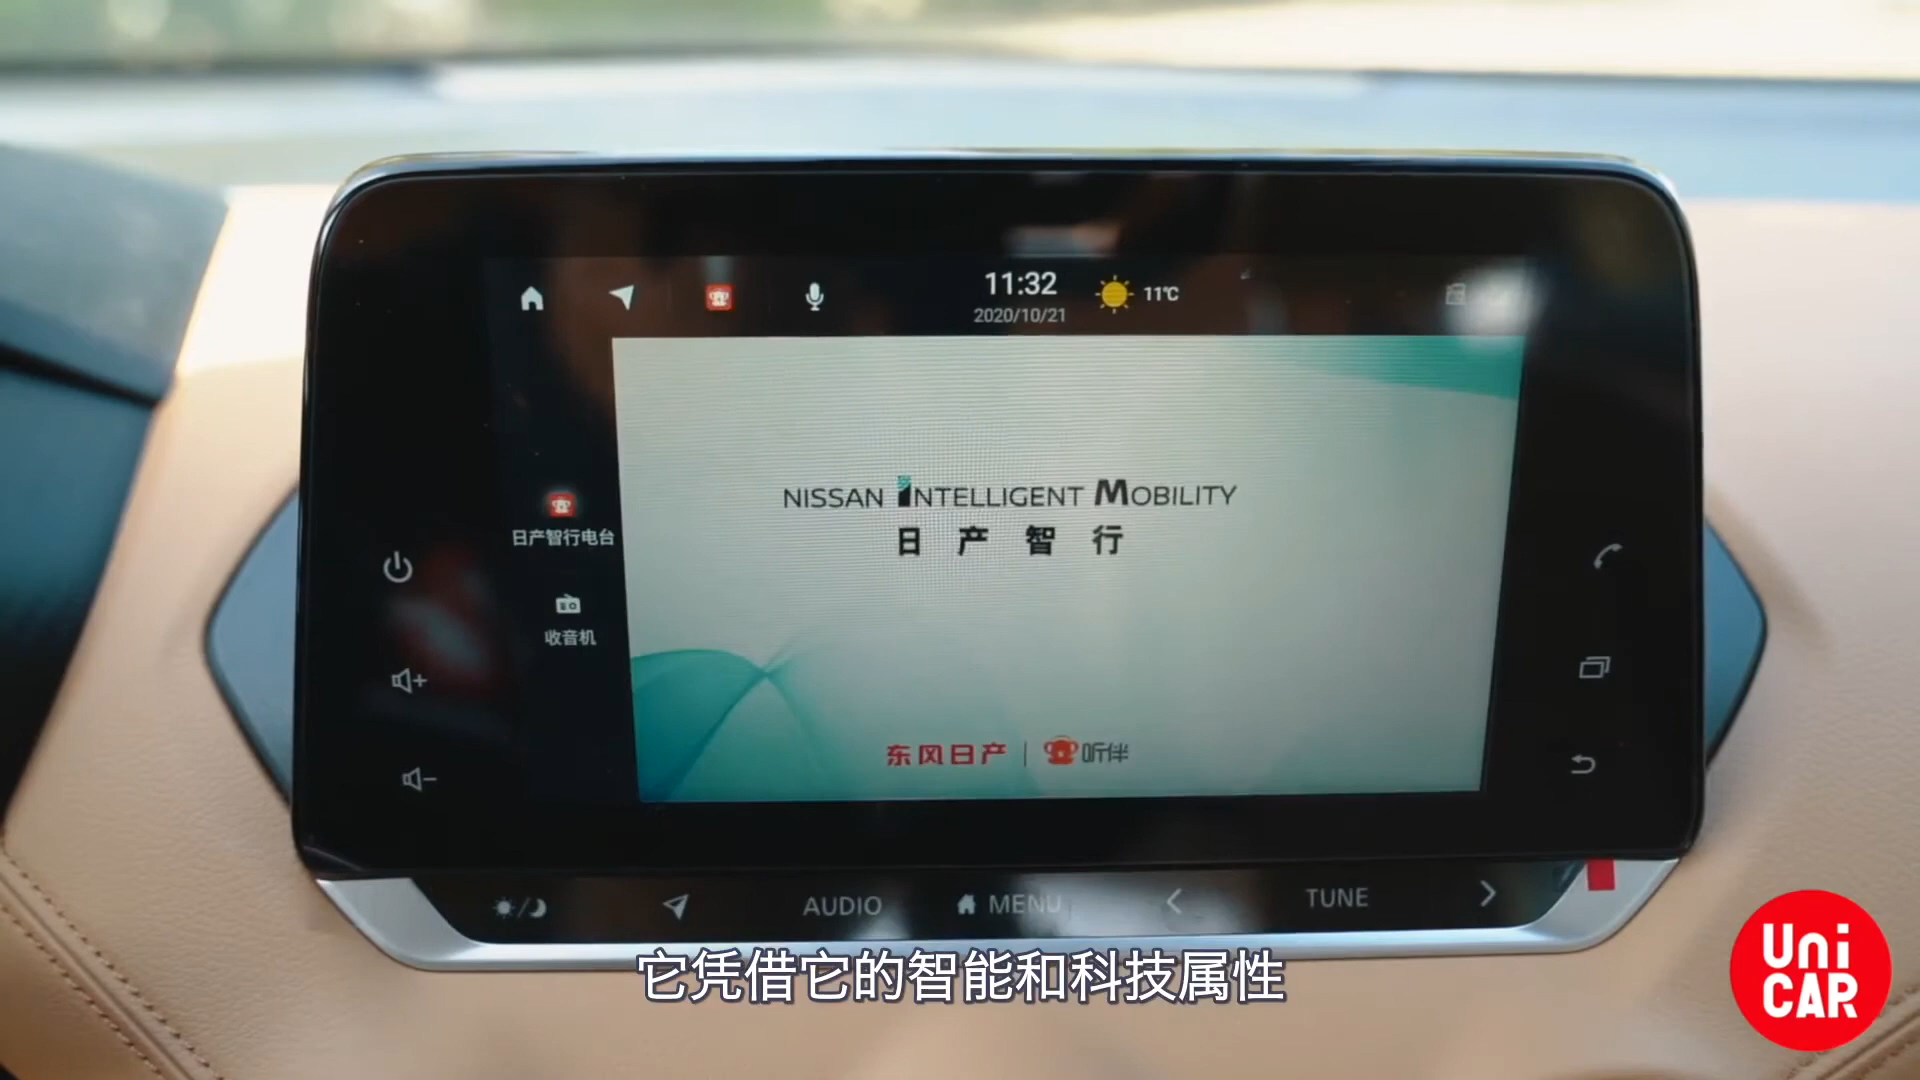 11:32
2020/10/21
11℃
NISSAN INTELLIGENT MOBILITY
日产智行
日产智行电台
收音机
东风日产 | 听伴
AUDIO
MENU
TUNE
它凭借它的智能和科技属性
Uni
CAR